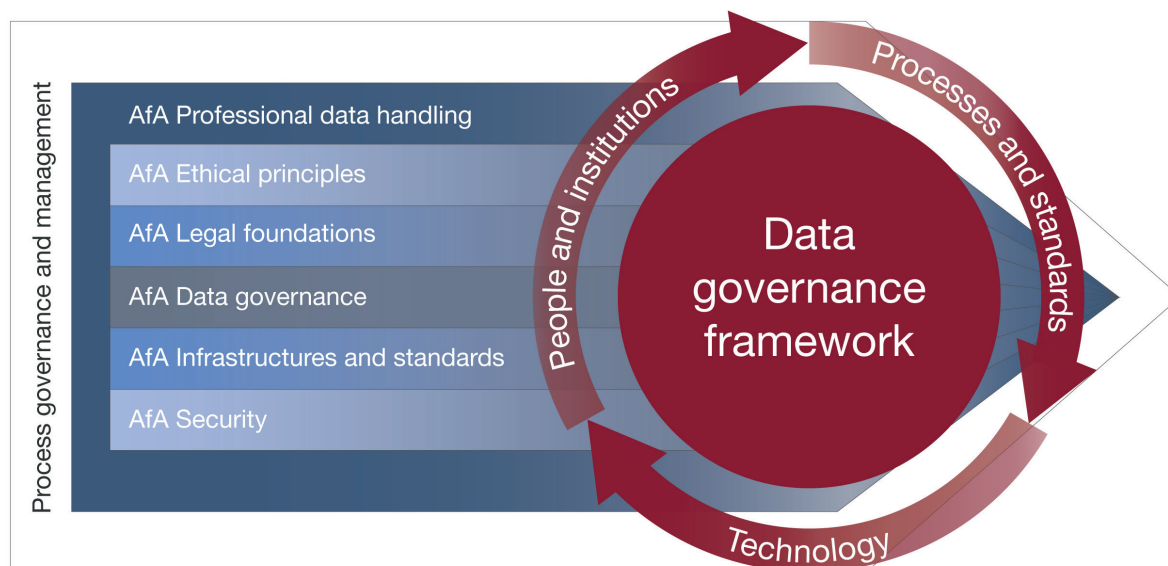 Process governance and management
AfA Professional data handling
AfA Ethical principles
AfA Legal foundations
AfA Data governance
AfA Infrastructures and standards
AfA Security
People and institutions
Processes and standards
Technology
Data
governance
framework